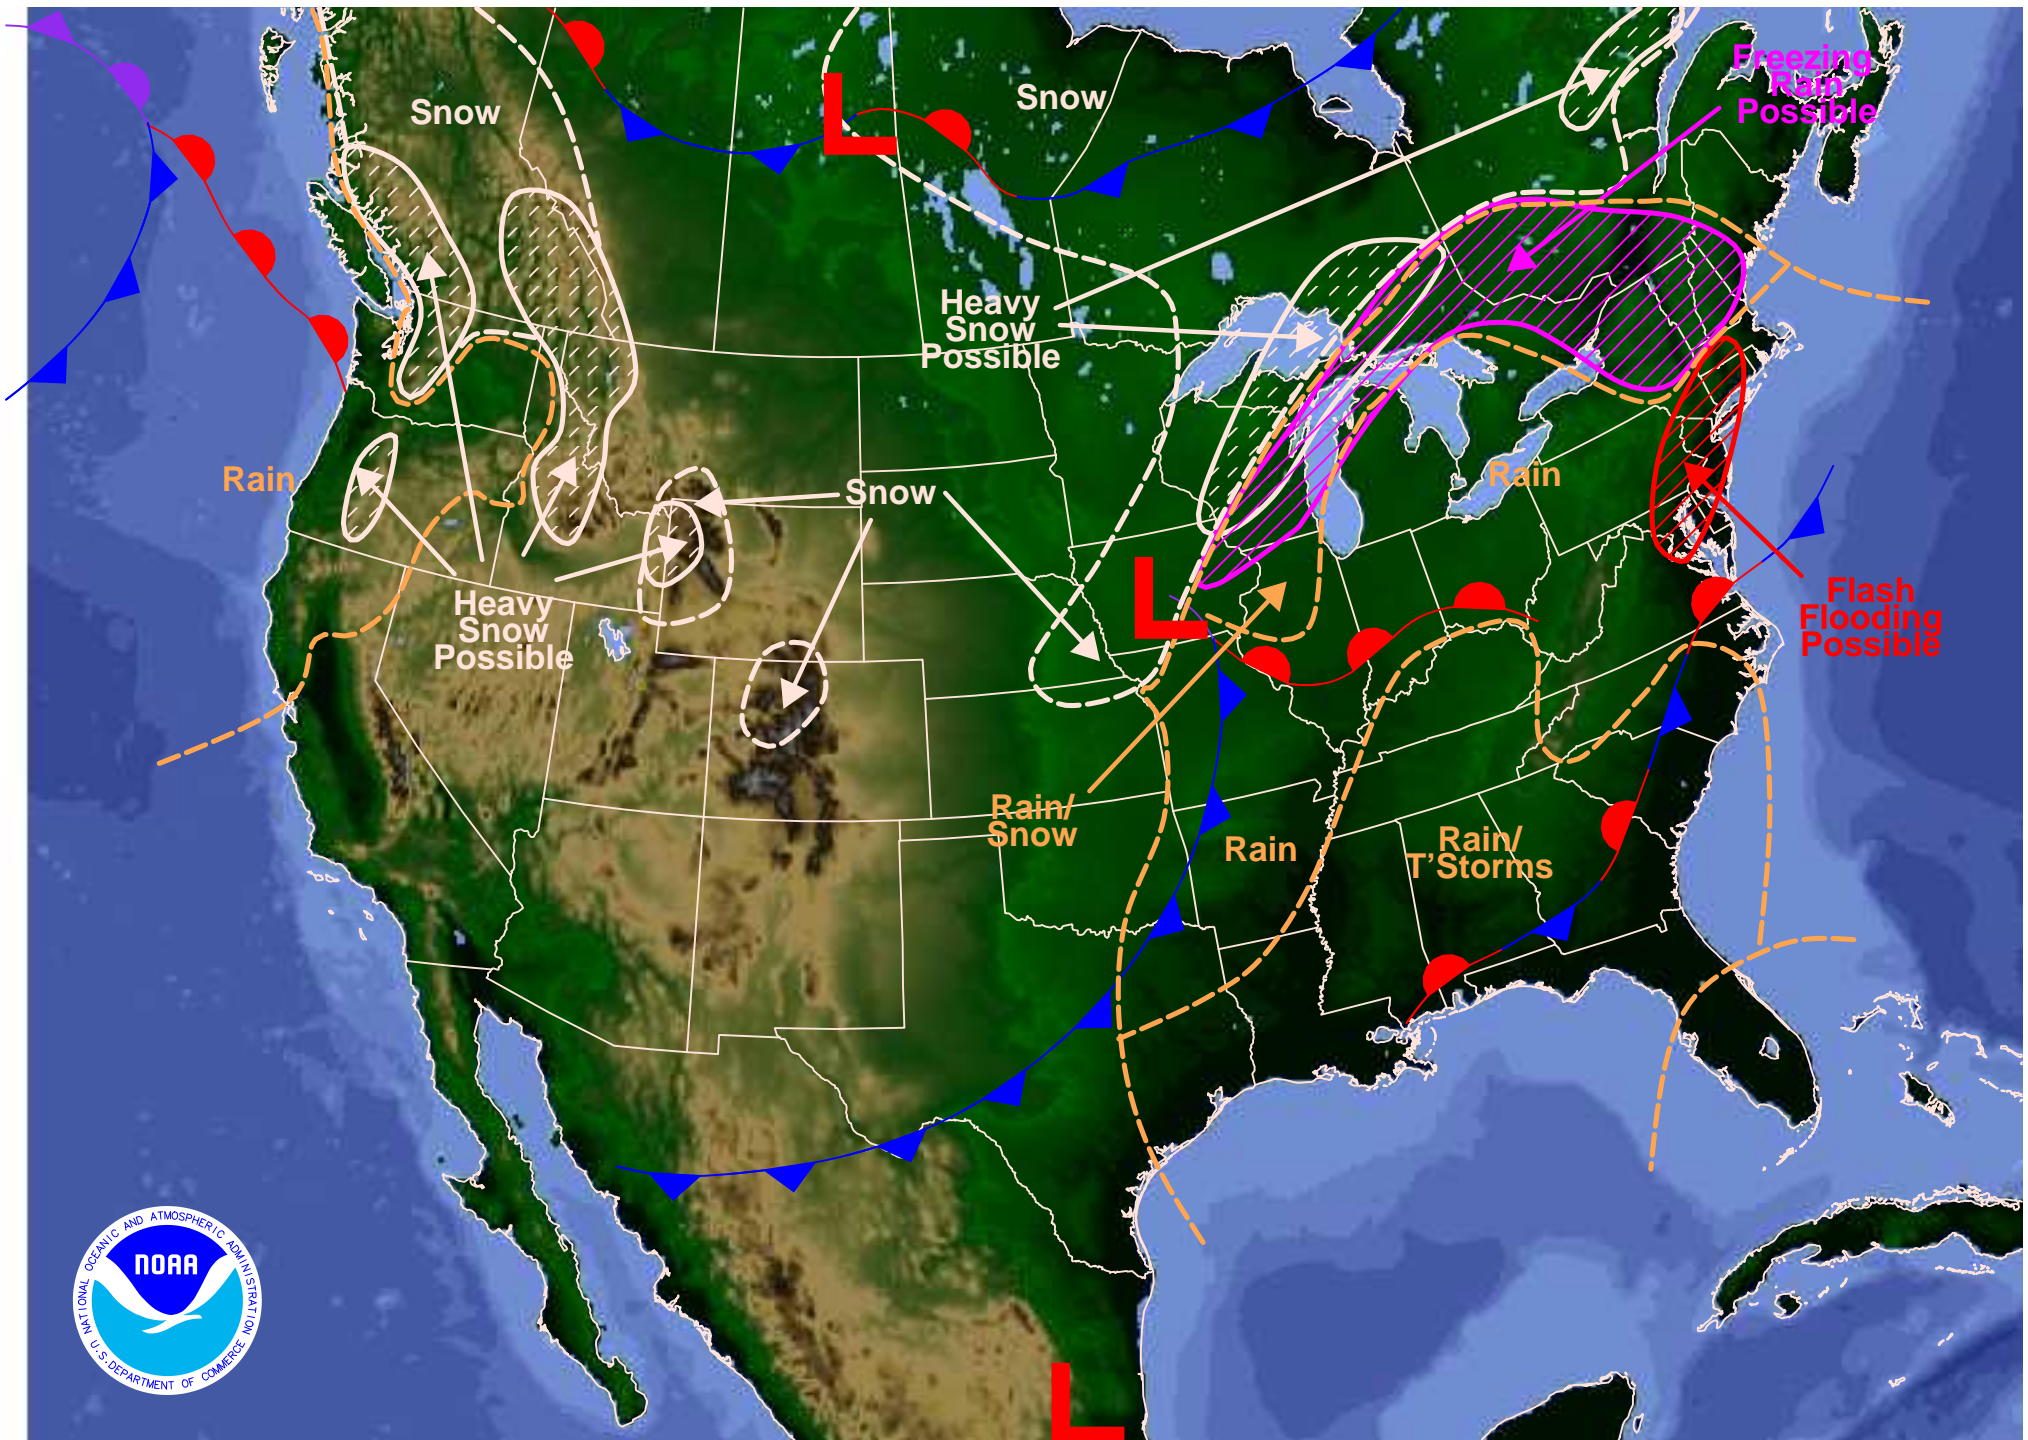 Freezing
Rain
Possible
Snow
Snow
Heavy
Snow
Possible
Rain
Snow
Rain
Heavy
Snow
Possible
Flash
Flooding
Possible
Rain/
Snow
Rain
Rain/
T'Storms
L
L
L
NATIONAL OCEANIC AND ATMOSPHERIC ADMINISTRATION
NOAA
U.S. DEPARTMENT OF COMMERCE